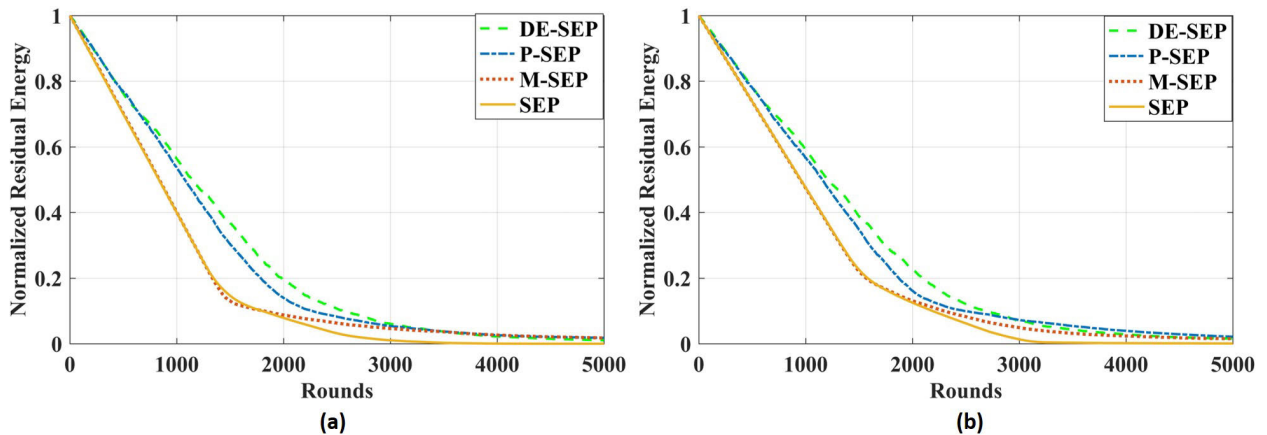 1
0.8
0.6
0.4
0.2
0
Normalized Residual Energy
DE-SEP
P-SEP
M-SEP
SEP
0 1000 2000 3000 4000 5000
Rounds
(a)
1
0.8
0.6
0.4
0.2
0
Normalized Residual Energy
DE-SEP
P-SEP
M-SEP
SEP
0 1000 2000 3000 4000 5000
Rounds
(b)